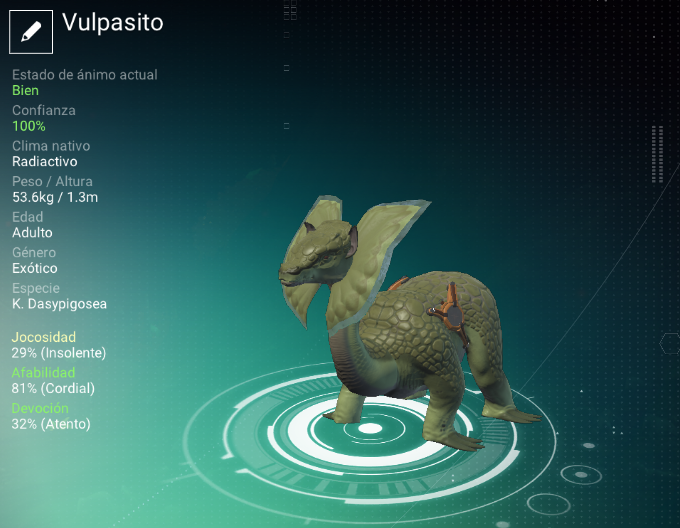 Vulpasito
Estado de ánimo actual
Bien
Confianza
100%
Clima nativo
Radiactivo
Peso / Altura
53.6kg / 1.3m
Edad
Adulto
Género
Exótico
Especie
K. Dasypigosea
Jocosidad
29% (Insolente)
Afabilidad
81% (Cordial)
Devoción
32% (Atento)